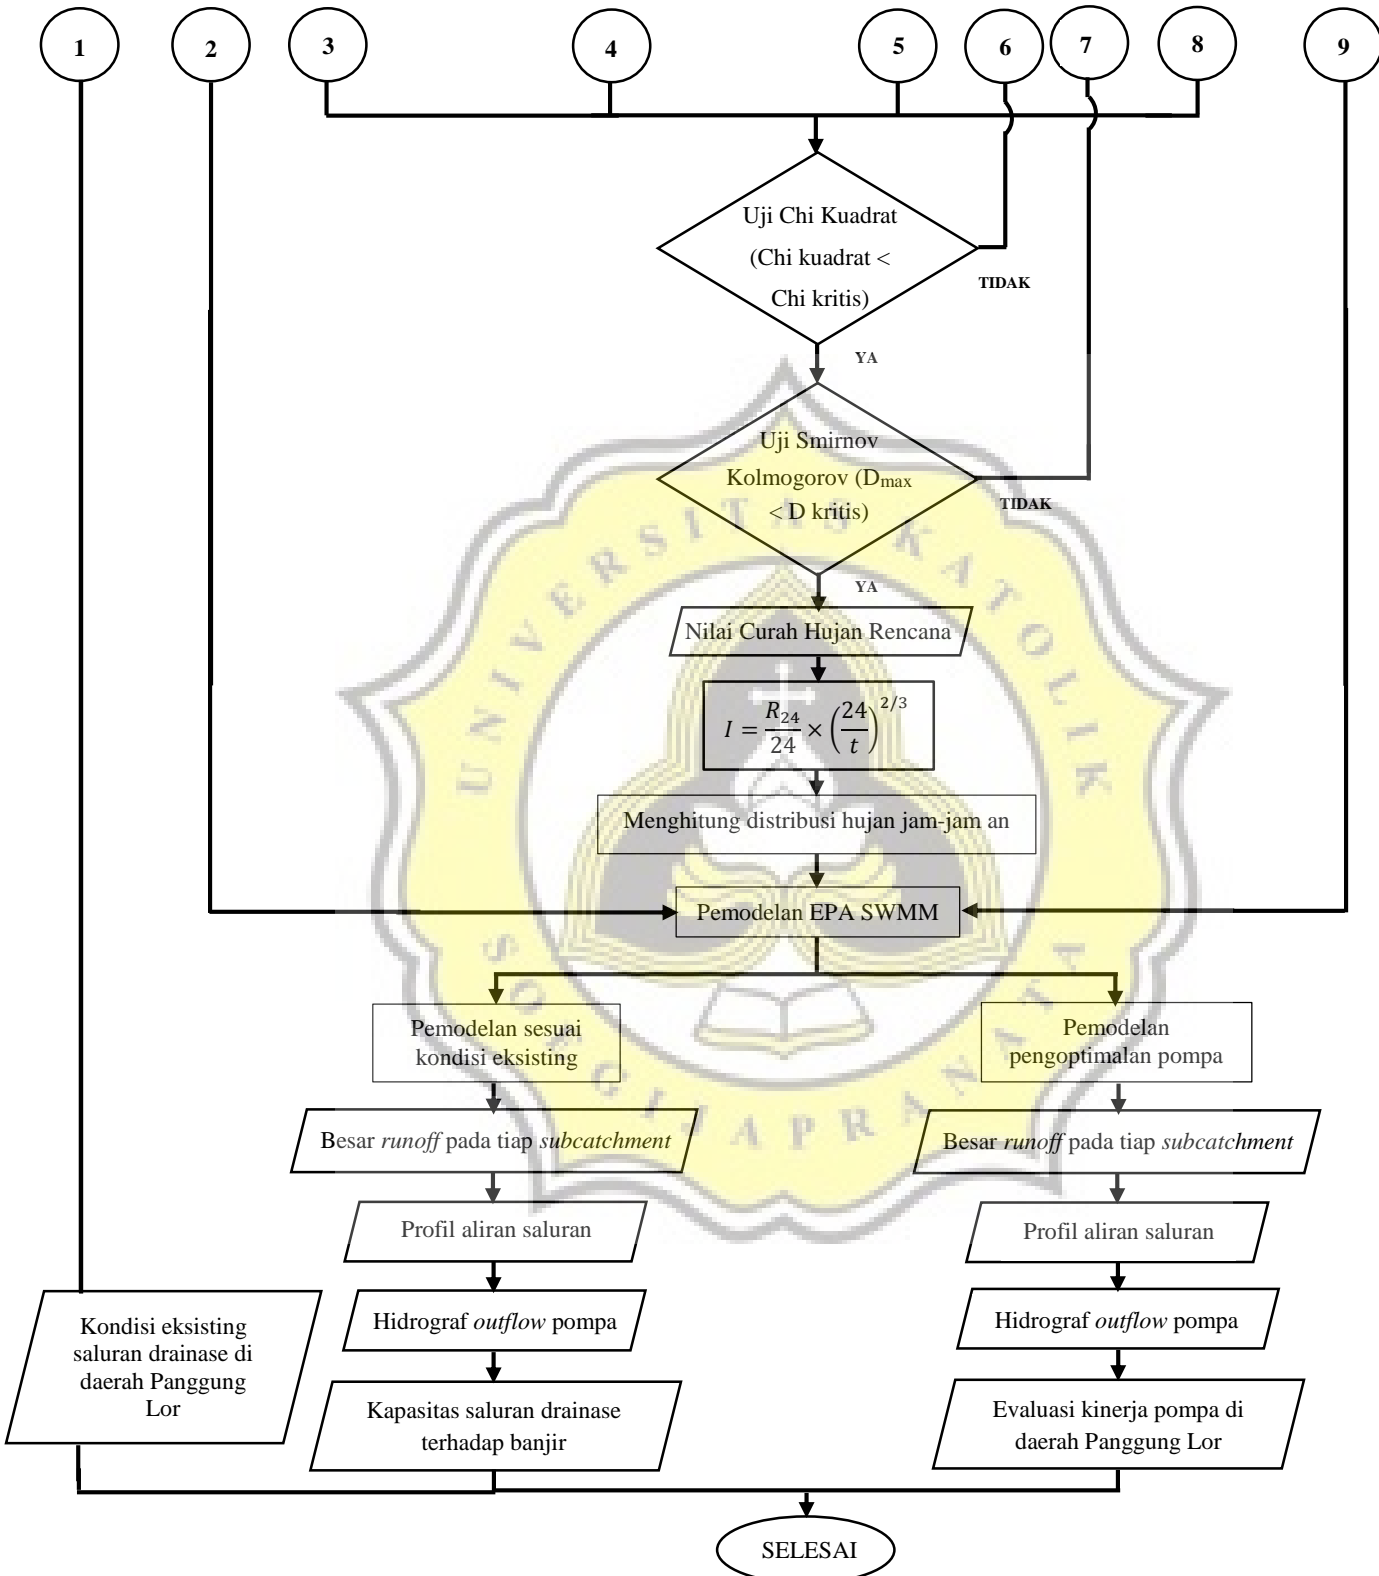 1
2
3
4
5
6
7
8
9
Uji Chi Kuadrat
(Chi kuadrat <
Chi kritis)
TIDAK
YA
Uji Smirnov
Kolmogorov (Dmax
< D kritis)
TIDAK
YA
Nilai Curah Hujan Rencana
I = R24/24 × (24/t)^2/3
Menghitung distribusi hujan jam-jam an
Pemodelan EPA SWMM
Pemodelan sesuai
kondisi eksisting
Pemodelan
pengoptimalan pompa
Besar runoff pada tiap subcatchment
Besar runoff pada tiap subcatchment
Profil aliran saluran
Profil aliran saluran
Kondisi eksisting
saluran drainase di
daerah Panggung
Lor
Hidrograf outflow pompa
Hidrograf outflow pompa
Kapasitas saluran drainase
terhadap banjir
Evaluasi kinerja pompa di
daerah Panggung Lor
SELESAI
UNIVERSITAS KATOLIK
SOEGIJAPRANATA